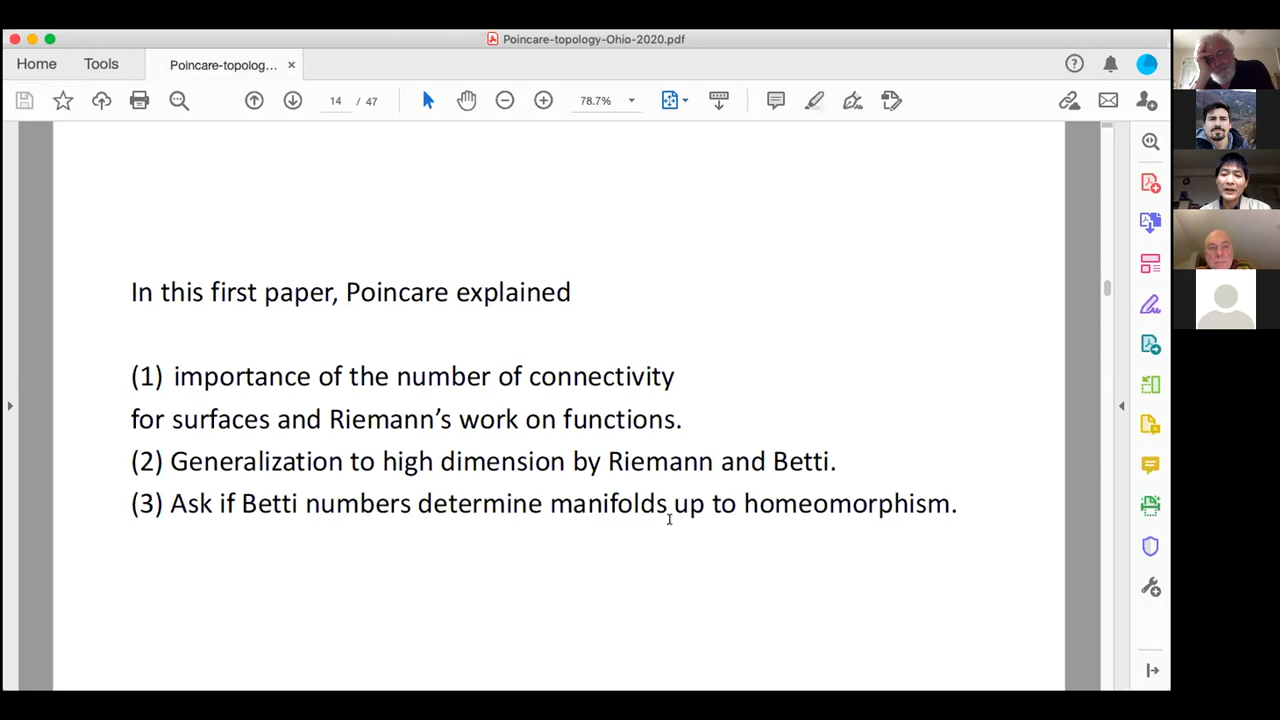 Poincare-topology-Ohio-2020.pdf
Home Tools Poincare-topolog... ×
14 / 47 78.7%
In this first paper, Poincare explained
(1) importance of the number of connectivity
for surfaces and Riemann’s work on functions.
(2) Generalization to high dimension by Riemann and Betti.
(3) Ask if Betti numbers determine manifolds up to homeomorphism.